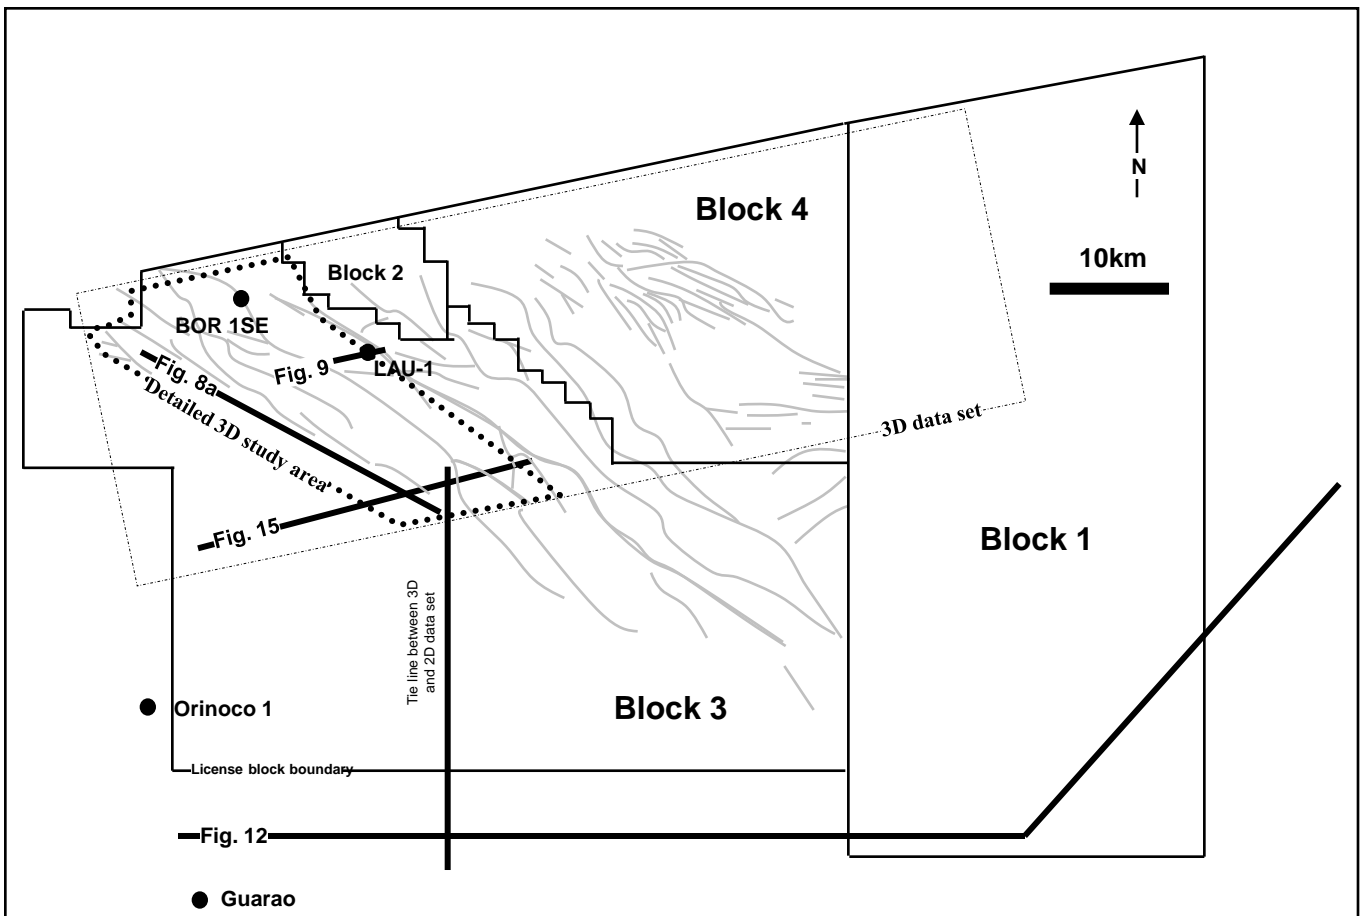 N
Block 4
10km
Block 2
BOR 1SE
Fig. 9
LAU-1
Fig. 8a
Detailed 3D study area
3D data set
Fig. 15
Block 1
Tie line between 3D
and 2D data set
Orinoco 1
Block 3
License block boundary
Fig. 12
Guarao